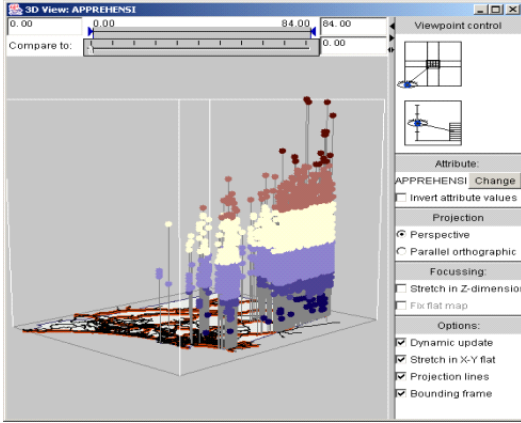 3D View: APPREHENSI
0.00 0.00 84.00 84.00
Compare to: 0.00
Viewpoint control
Attribute:
APPREHENSI Change
Invert attribute values
Projection
Perspective
Parallel orthographic
Focussing:
Stretch in Z-dimensio
Fix flat map
Options:
Dynamic update
Stretch in X-Y flat
Projection lines
Bounding frame